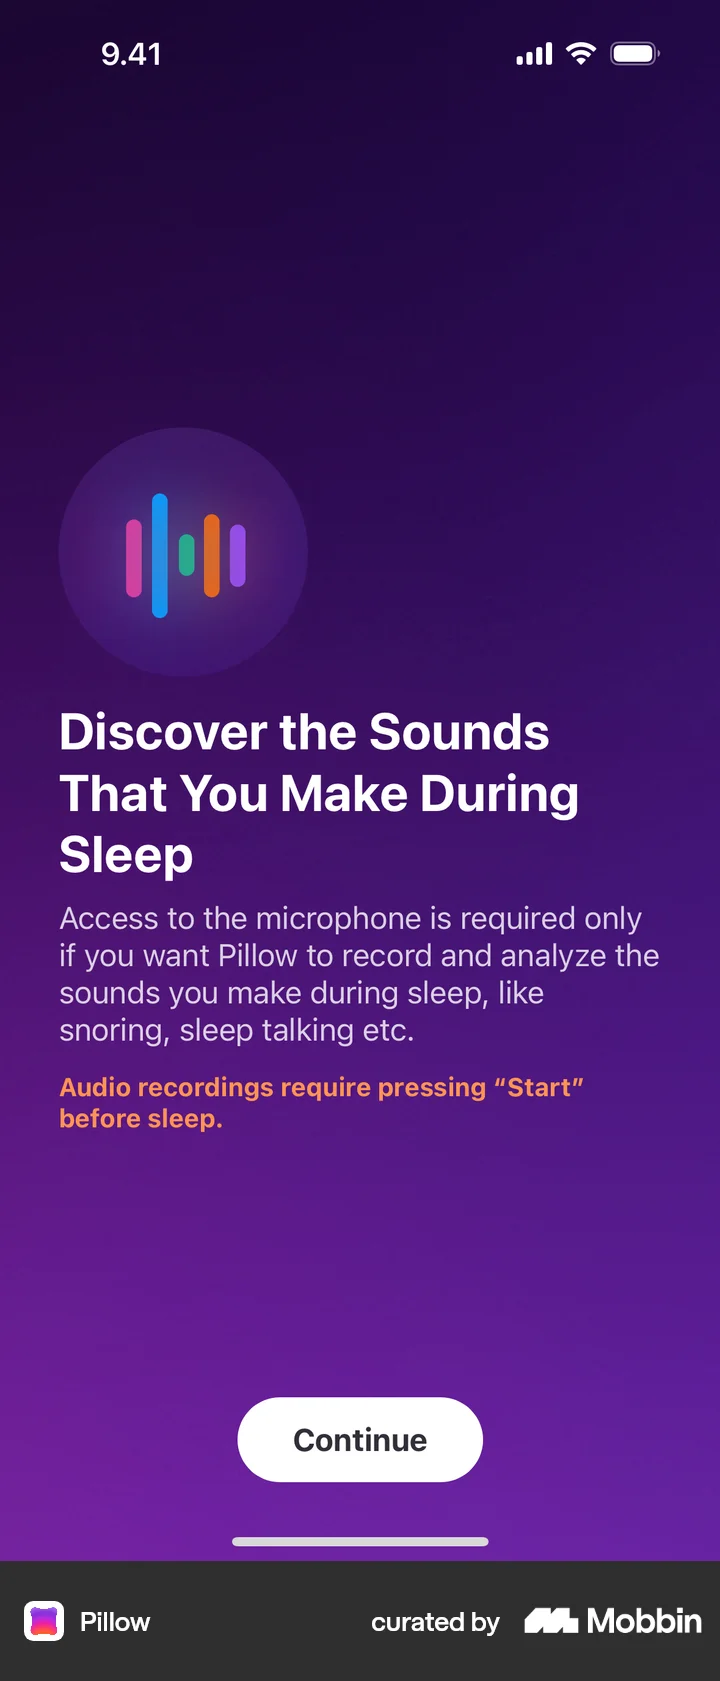 9.41
Discover the Sounds
That You Make During
Sleep
Access to the microphone is required only
if you want Pillow to record and analyze the
sounds you make during sleep, like
snoring, sleep talking etc.
Audio recordings require pressing “Start”
before sleep.
Continue
Pillow
curated by Mobbin